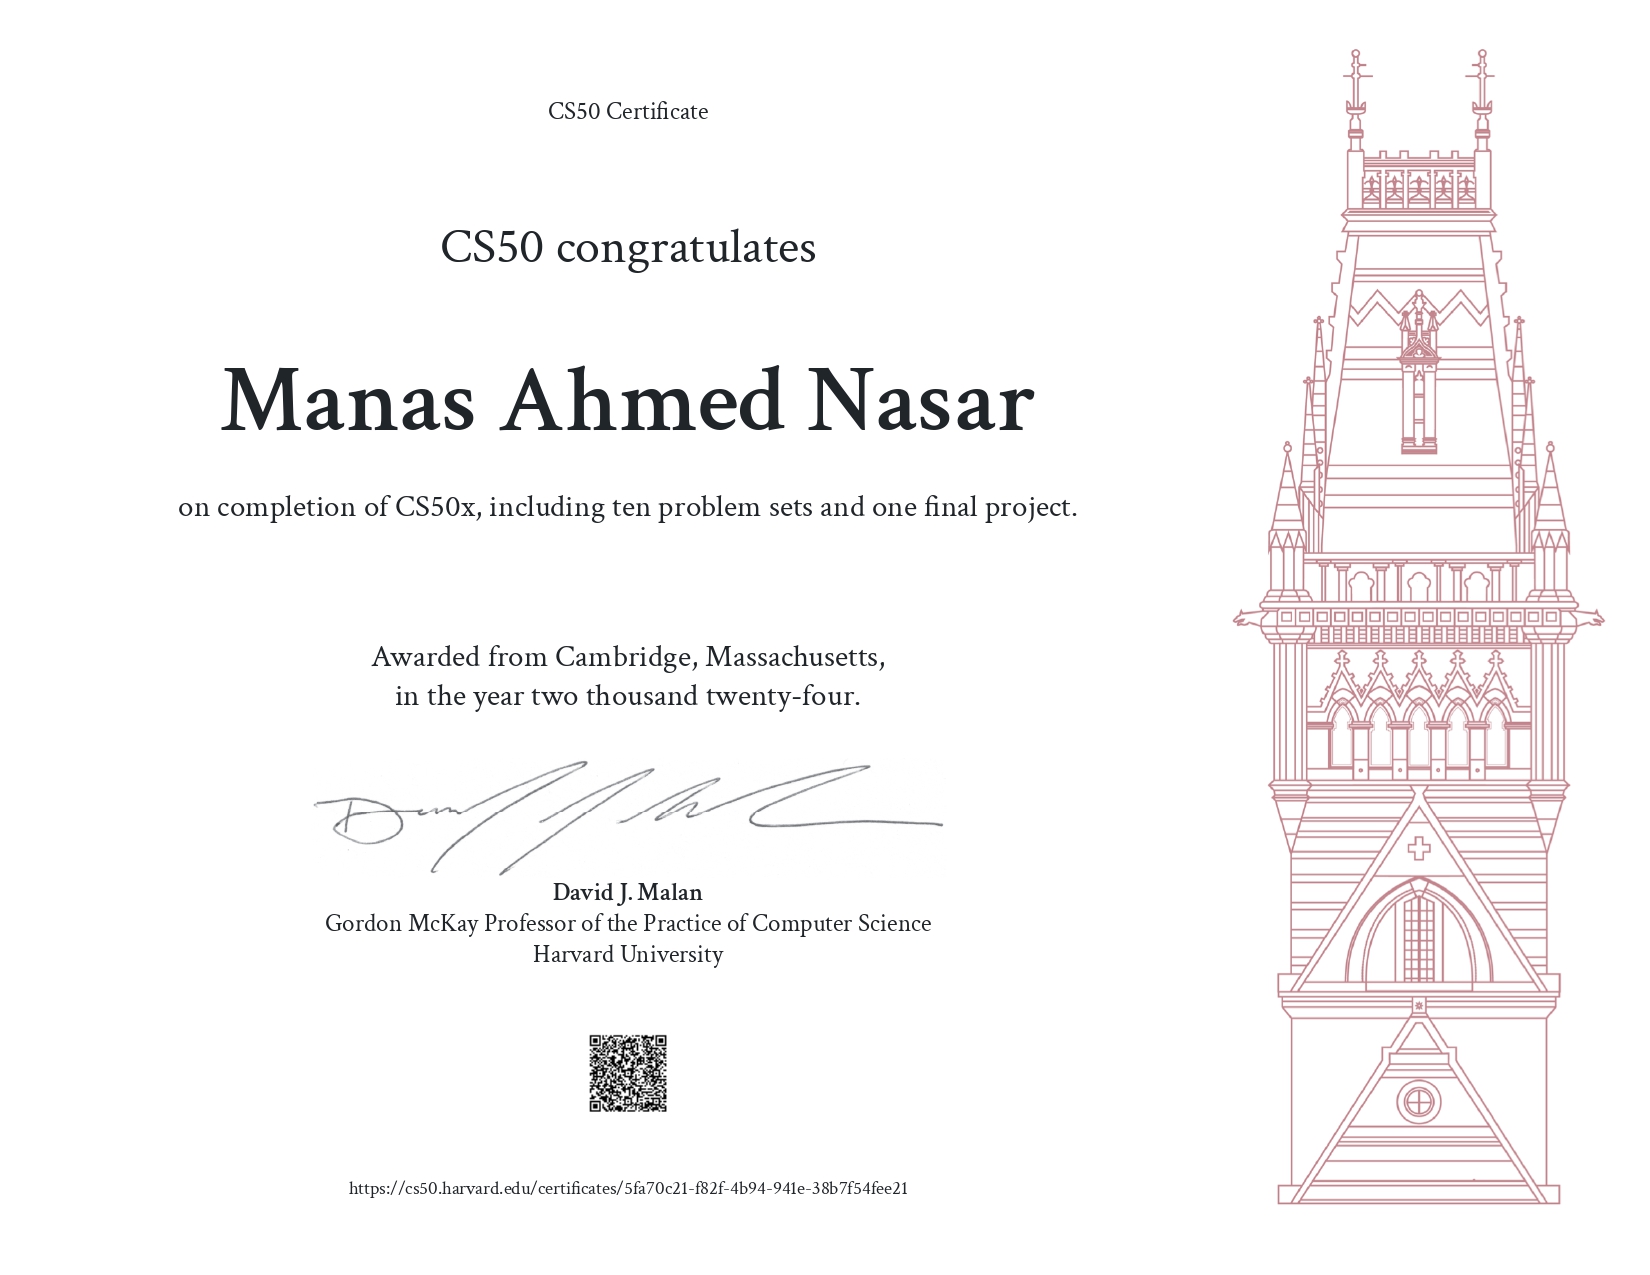 CS50 Certificate
CS50 congratulates
Manas Ahmed Nasar
on completion of CS50x, including ten problem sets and one final project.
Awarded from Cambridge, Massachusetts,
in the year two thousand twenty-four.
David J. Malan
Gordon McKay Professor of the Practice of Computer Science
Harvard University
https://cs50.harvard.edu/certificates/5fa70c21-f82f-4b94-941e-38b7f54fee21